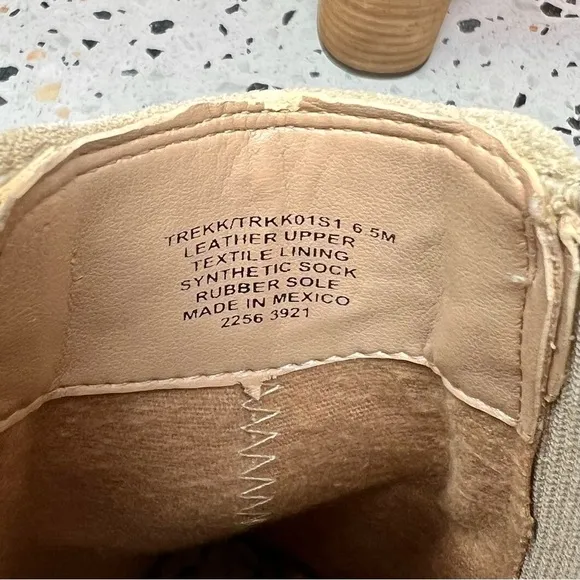 TREKK/TRKK01S1 6.5M
LEATHER UPPER
TEXTILE LINING
SYNTHETIC SOCK
RUBBER SOLE
MADE IN MEXICO
2256 3921